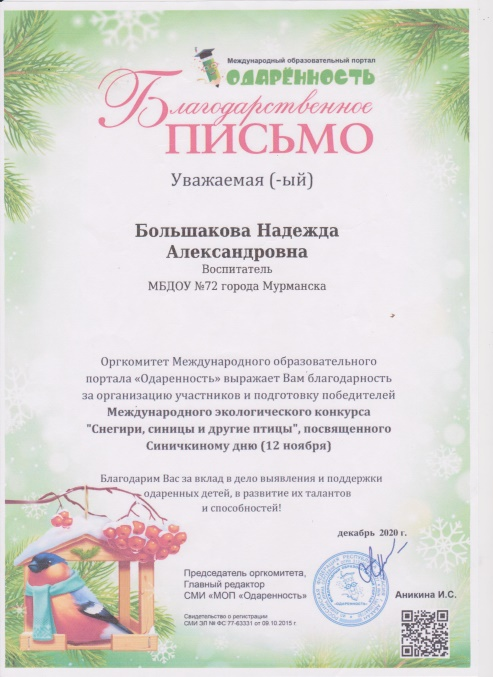 Международный образовательный портал
ОДАРЁННОСТЬ
Благодарственное
ПИСЬМО
Уважаемая (-ый)
Большакова Надежда
Александровна
Воспитатель
МБДОУ №72 города Мурманска
Оргкомитет Международного образовательного
портала «Одаренность» выражает Вам благодарность
за организацию участников и подготовку победителей
Международного экологического конкурса
"Снегири, синицы и другие птицы", посвященного
Синичкиному дню (12 ноября)
Благодарим Вас за вклад в дело выявления и поддержки
одаренных детей, в развитие их талантов
и способностей!
декабрь 2020 г.
Председатель оргкомитета,
Главный редактор
СМИ «МОП «Одаренность»
Аникина И.С.
Свидетельство о регистрации
СМИ ЭЛ № ФС 77-63331 от 09.10.2015 г.
«ОДАРЕННОСТЬ»